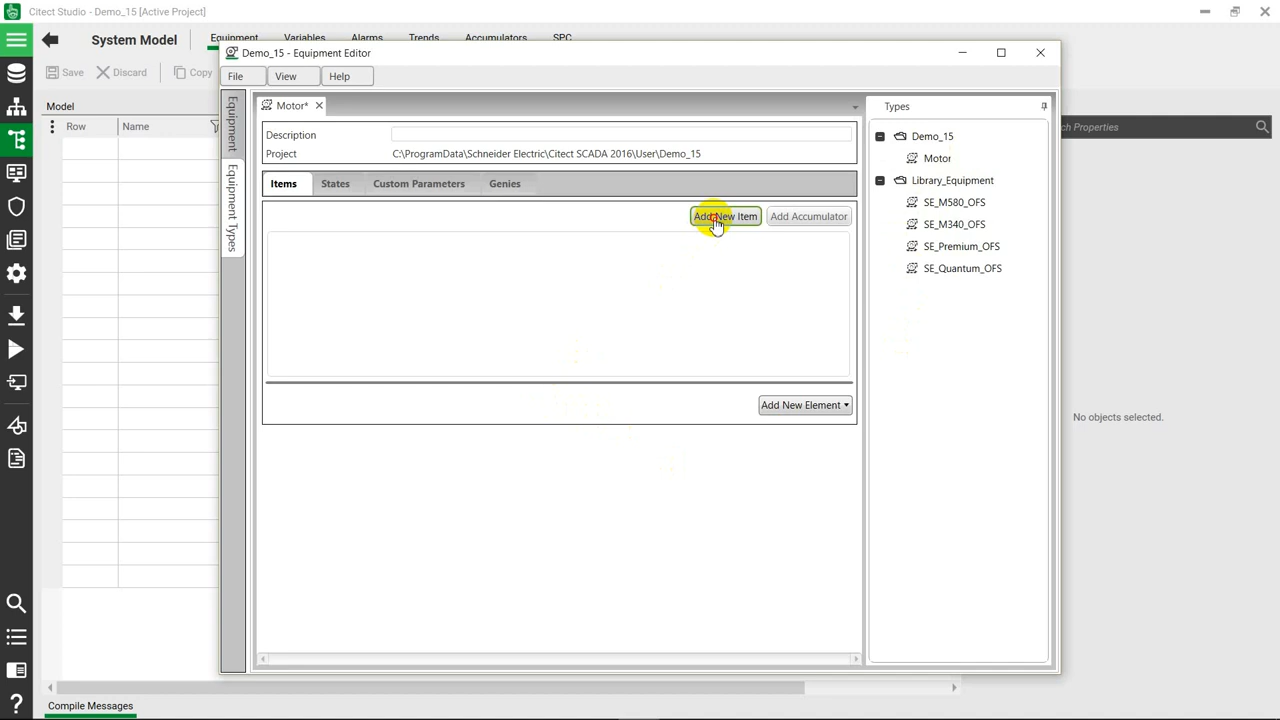 Citect Studio - Demo_15 [Active Project]
System Model
Equipment Variables Alarms Trends Accumulators SPC
Save Discard Copy
Model
Row Name
Demo_15 - Equipment Editor
File View Help
Equipment
Equipment Types
Motor*
Description
Project C:\ProgramData\Schneider Electric\Citect SCADA 2016\User\Demo_15
Items States Custom Parameters Genies
Add New Item Add Accumulator
Add New Element
Types
Demo_15
Motor
Library_Equipment
SE_M580_OFS
SE_M340_OFS
SE_Premium_OFS
SE_Quantum_OFS
Properties
No objects selected.
Compile Messages